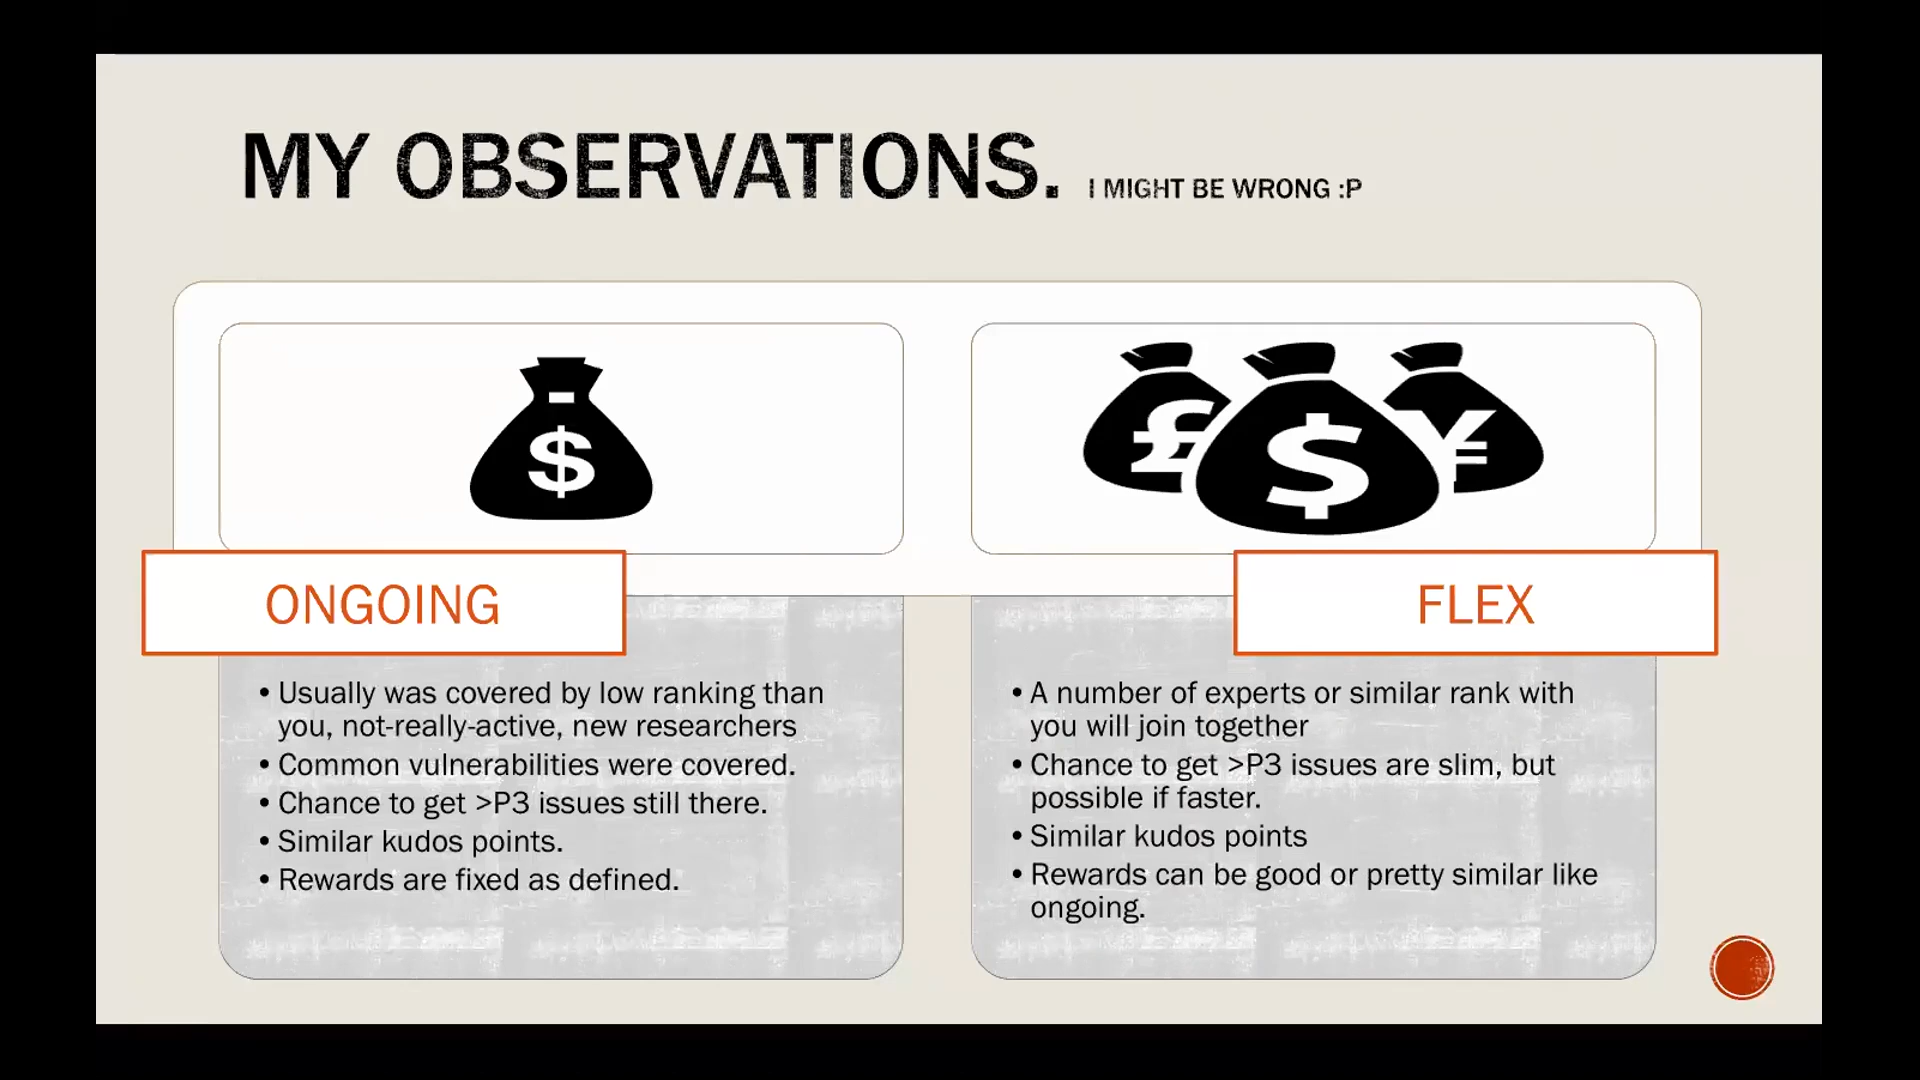 MY OBSERVATIONS. I MIGHT BE WRONG :P
$
£ $ ¥
ONGOING
• Usually was covered by low ranking than
you, not-really-active, new researchers
• Common vulnerabilities were covered.
• Chance to get >P3 issues still there.
• Similar kudos points.
• Rewards are fixed as defined.
FLEX
• A number of experts or similar rank with
you will join together
• Chance to get >P3 issues are slim, but
possible if faster.
• Similar kudos points
• Rewards can be good or pretty similar like
ongoing.